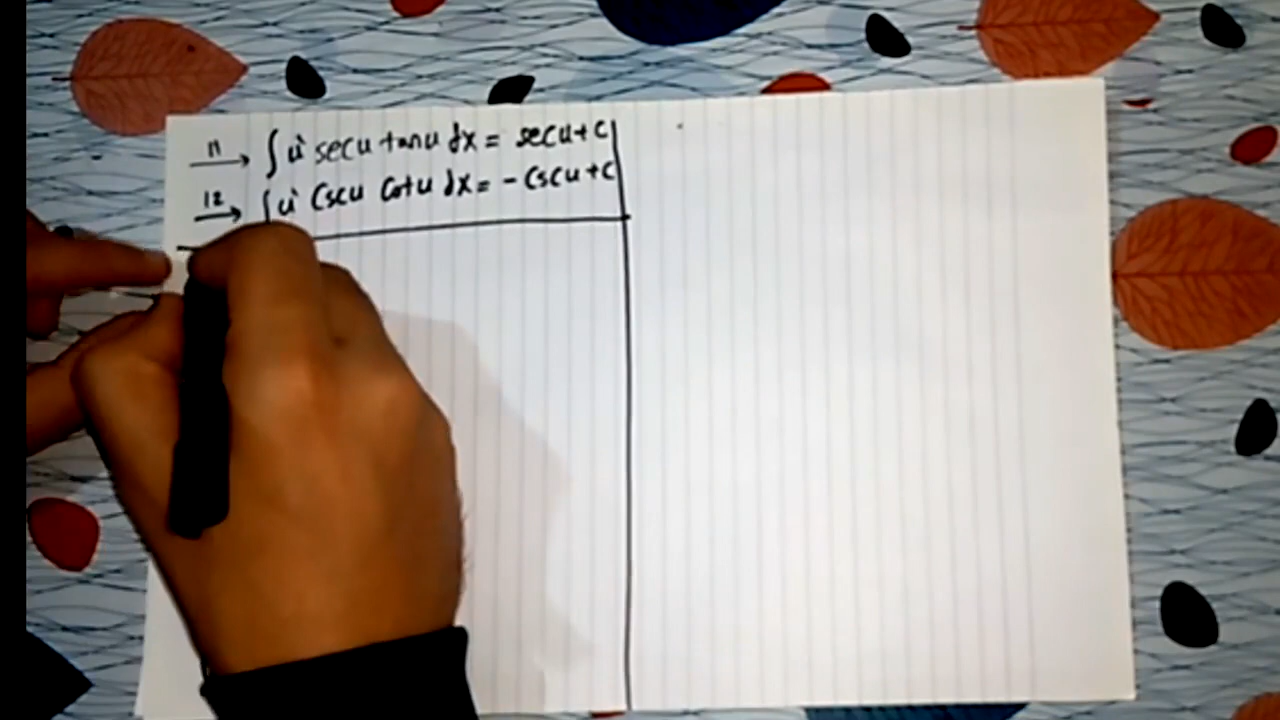 11 → ∫ u' secu tanu dx = secu + c
12 → ∫ u' Cscu Cotu dx = - Cscu + C